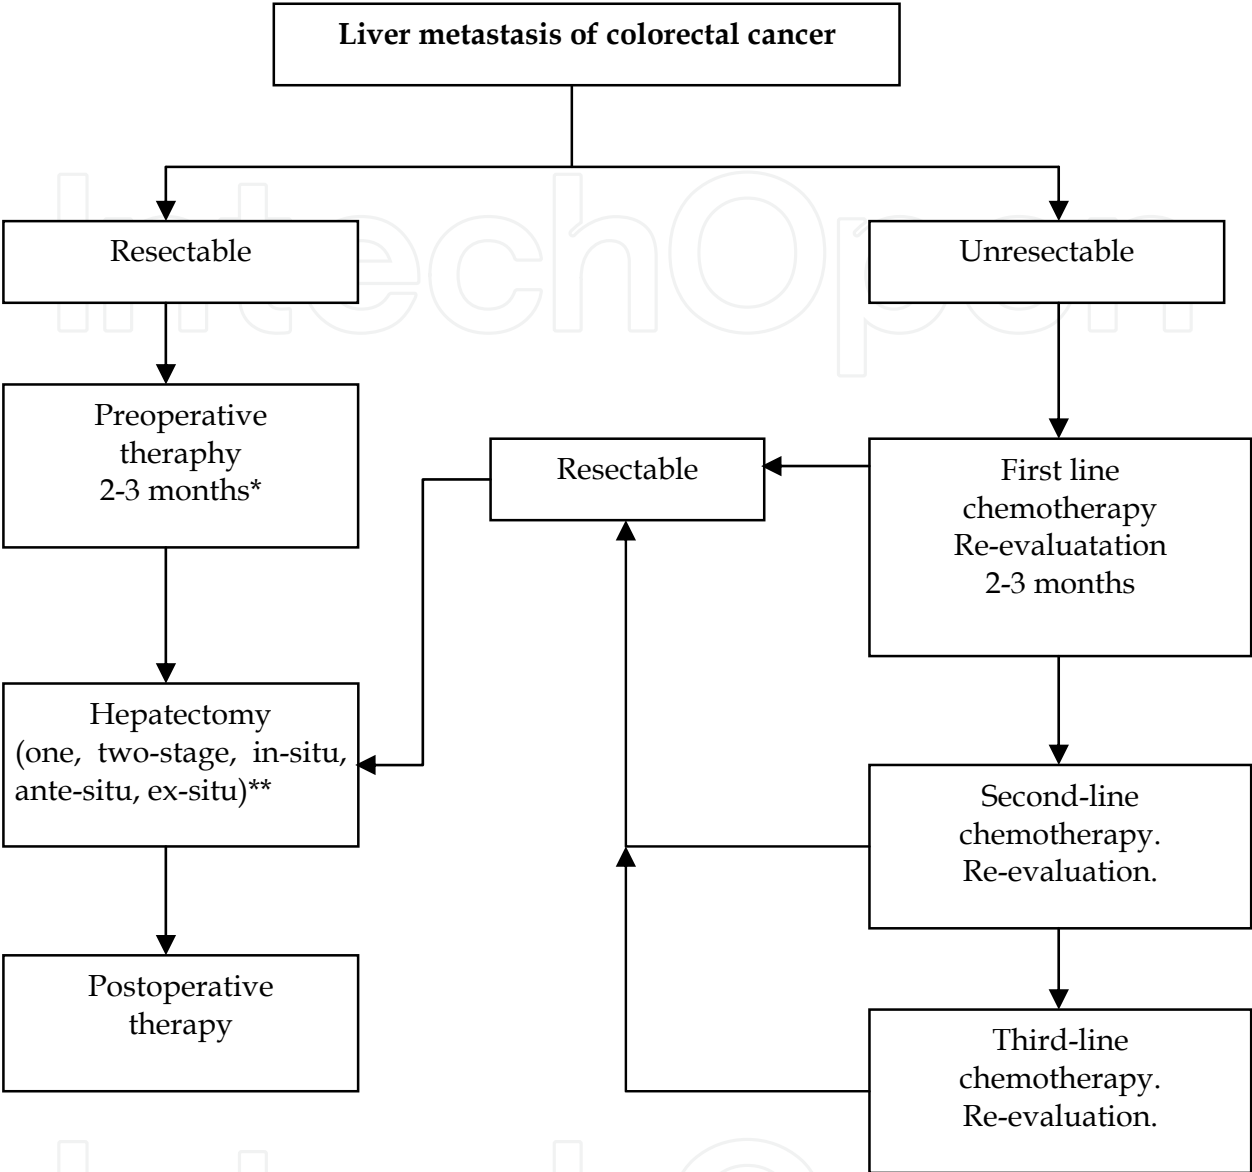 Liver metastasis of colorectal cancer
Resectable
Unresectable
Preoperative
theraphy
2-3 months*
Resectable
First line
chemotherapy
Re-evaluatation
2-3 months
Hepatectomy
(one, two-stage, in-situ,
ante-situ, ex-situ)**
Second-line
chemotherapy.
Re-evaluation.
Postoperative
therapy
Third-line
chemotherapy.
Re-evaluation.
IntechOpen
IntechOpen